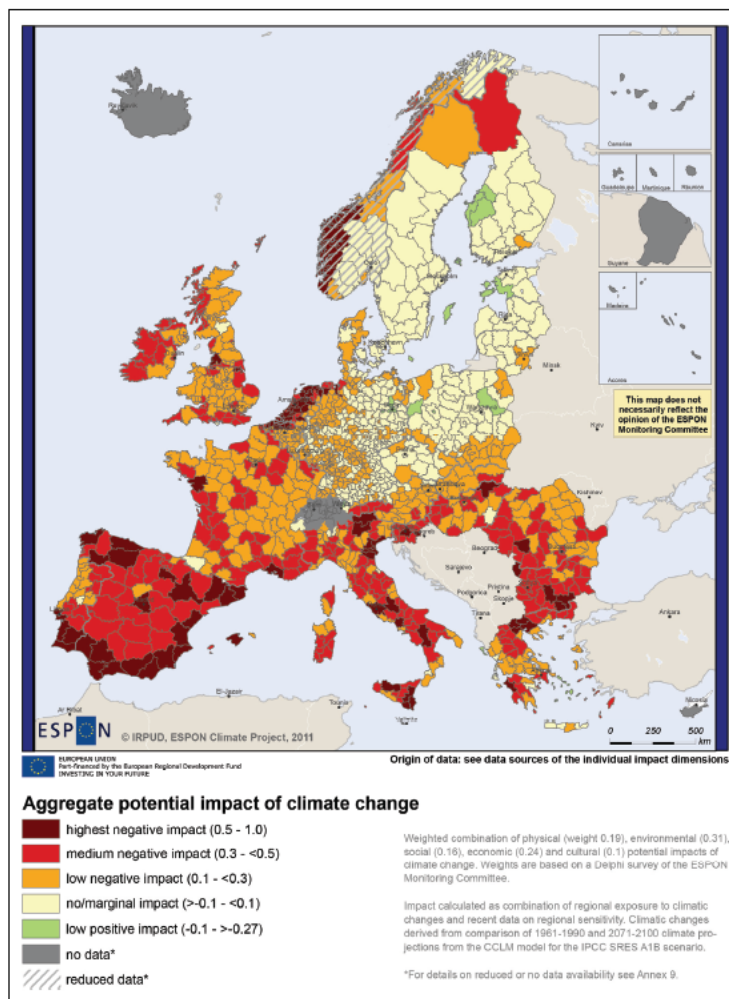 Reykjavik
Canarias
Guadeloupe
Martinique
Réunion
Guyane
Madeira
Acores
Oslo
Tallinn
Riga
Minsk
This map does not
necessarily reflect the
opinion of the ESPON
Monitoring Committee
Kiev
Kishinev
Zagreb
Beograd
Sarajevo
Pristina
Podgorica
Skopje
Tirana
Ankara
El-Jazair
Tounis
Valletta
Nicosia
ESPON
© IRPUD, ESPON Climate Project, 2011
0 250 500
km
EUROPEAN UNION
Part-financed by the European Regional Development Fund
INVESTING IN YOUR FUTURE
Origin of data: see data sources of the individual impact dimensions
Aggregate potential impact of climate change
highest negative impact (0.5 - 1.0)
medium negative impact (0.3 - <0.5)
low negative impact (0.1 - <0.3)
no/marginal impact (>-0.1 - <0.1)
low positive impact (-0.1 - >-0.27)
no data*
reduced data*
Weighted combination of physical (weight 0.19), environmental (0.31),
social (0.16), economic (0.24) and cultural (0.1) potential impacts of
climate change. Weights are based on a Delphi survey of the ESPON
Monitoring Committee.
Impact calculated as combination of regional exposure to climatic
changes and recent data on regional sensitivity. Climatic changes
derived from comparison of 1961-1990 and 2071-2100 climate pro-
jections from the CCLM model for the IPCC SRES A1B scenario.
*For details on reduced or no data availability see Annex 9.